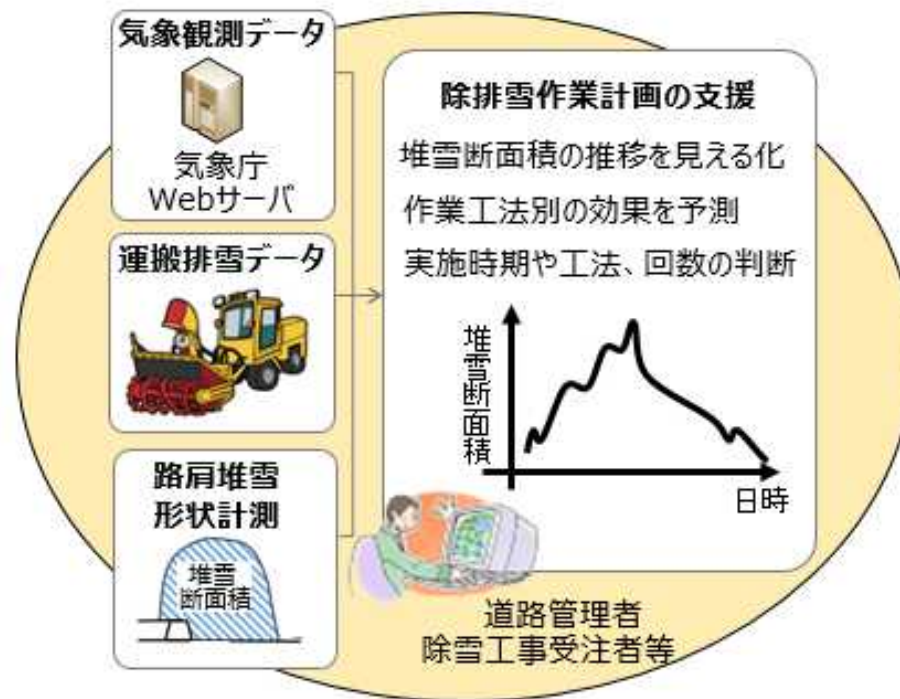 気象観測データ
気象庁
Webサーバ
運搬排雪データ
路肩堆雪
形状計測
堆雪
断面積
除排雪作業計画の支援
堆雪断面積の推移を見える化
作業工法別の効果を予測
実施時期や工法、回数の判断
堆雪断面積
日時
道路管理者
除雪工事受注者等